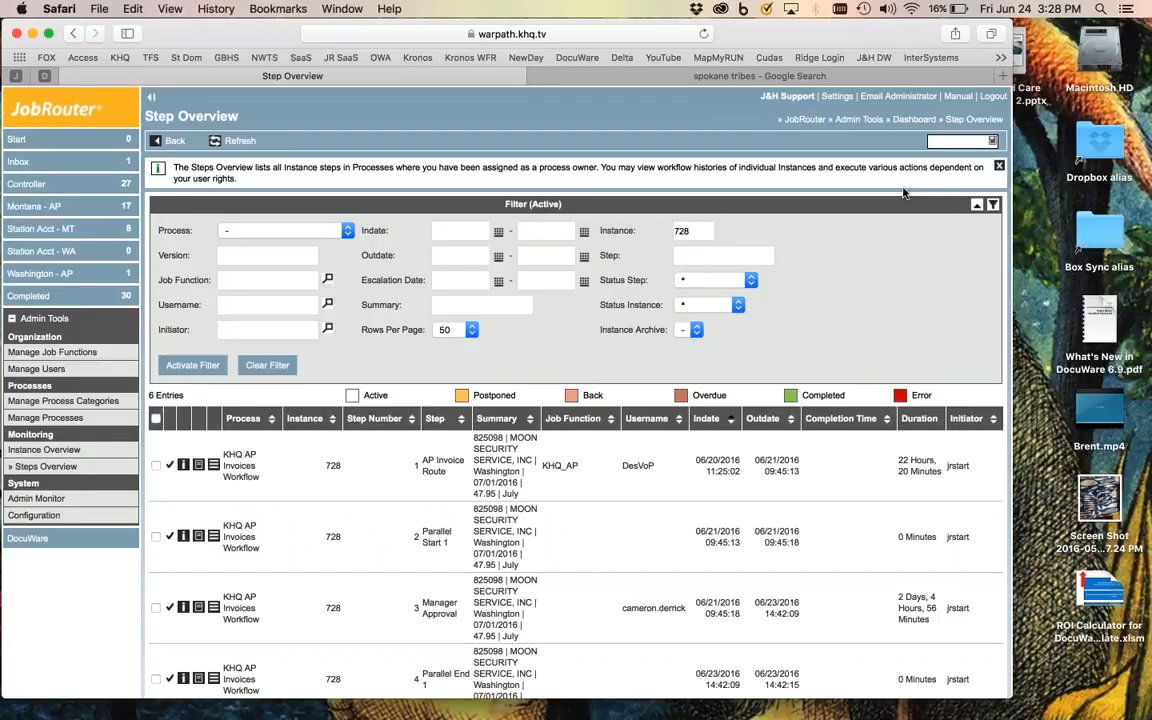 Safari File Edit View History Bookmarks Window Help 16% Fri Jun 24 3:28 PM
warpath.khq.tv
FOX Access KHQ TFS St Dom GBHS NWTS SaaS JR SaaS OWA Kronos Kronos WFR NewDay DocuWare Delta YouTube MapMyRUN Cudas Ridge Login J&H DW InterSystems
J D Step Overview spokane tribes - Google Search
JobRouter
J&H Support | Settings | Email Administrator | Manual | Logout
Step Overview
» JobRouter » Admin Tools » Dashboard » Step Overview
Back Refresh
The Steps Overview lists all Instance steps in Processes where you have been assigned as a process owner. You may view workflow histories of individual Instances and execute various actions dependent on
your user rights.
Start 0
Inbox 1
Controller 27
Montana - AP 17
Station Acct - MT 8
Station Acct - WA 0
Washington - AP 1
Completed 30
Admin Tools
Organization
Manage Job Functions
Manage Users
Processes
Manage Process Categories
Manage Processes
Monitoring
Instance Overview
» Steps Overview
System
Admin Monitor
Configuration
DocuWare
Filter (Active)
Process: - Indate: - Instance: 728
Version: Outdate: - Step:
Job Function: Escalation Date: - Status Step: *
Username: Summary: Status Instance: *
Initiator: Rows Per Page: 50 Instance Archive: -
Activate Filter Clear Filter
6 Entries Active Postponed Back Overdue Completed Error
Process Instance Step Number Step Summary Job Function Username Indate Outdate Completion Time Duration Initiator
KHQ AP
Invoices
Workflow
728
1
AP Invoice
Route
825098 | MOON
SECURITY
SERVICE, INC |
Washington |
07/01/2016 |
47.95 | July
KHQ_AP
DesVoP
06/20/2016
11:25:02
06/21/2016
09:45:13
22 Hours,
20 Minutes
jrstart
KHQ AP
Invoices
Workflow
728
2
Parallel
Start 1
825098 | MOON
SECURITY
SERVICE, INC |
Washington |
07/01/2016 |
47.95 | July
06/21/2016
09:45:13
06/21/2016
09:45:18
0 Minutes
jrstart
KHQ AP
Invoices
Workflow
728
3
Manager
Approval
825098 | MOON
SECURITY
SERVICE, INC |
Washington |
07/01/2016 |
47.95 | July
cameron.derrick
06/21/2016
09:45:18
06/23/2016
14:42:09
2 Days, 4
Hours, 56
Minutes
jrstart
KHQ AP
Invoices
Workflow
728
4
Parallel End
1
825098 | MOON
SECURITY
SERVICE, INC |
Washington |
07/01/2016 |
06/23/2016
14:42:09
06/23/2016
14:42:15
0 Minutes
jrstart
Macintosh HD
d Care
2.pptx
Dropbox alias
Box Sync alias
What's New in
DocuWare 6.9.pdf
Brent.mp4
Screen Shot
2016-05...7.24 PM
ROI Calculator for
DocuWa...late.xlsm